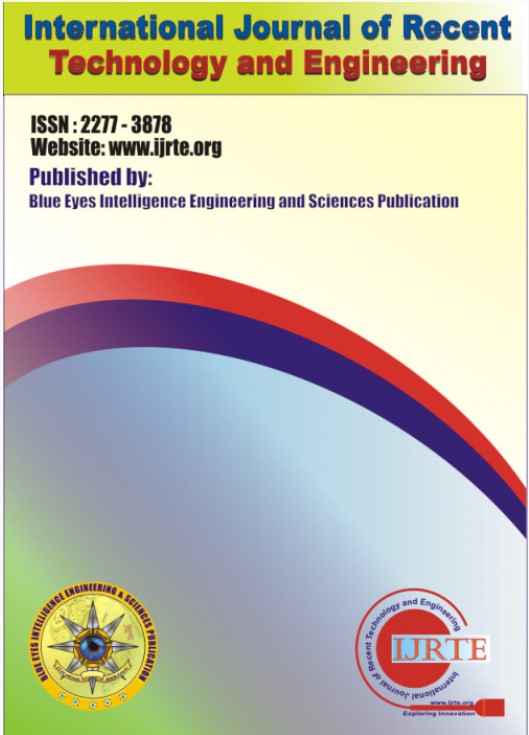 International Journal of Recent
Technology and Engineering
ISSN : 2277 - 3878
Website: www.ijrte.org
Published by:
Blue Eyes Intelligence Engineering and Sciences Publication
BLUE EYES INTELLIGENCE ENGINEERING & SCIENCES PUBLICATION
International Journal of Recent Technology and Engineering
IJRTE
www.ijrte.org
Exploring Innovation